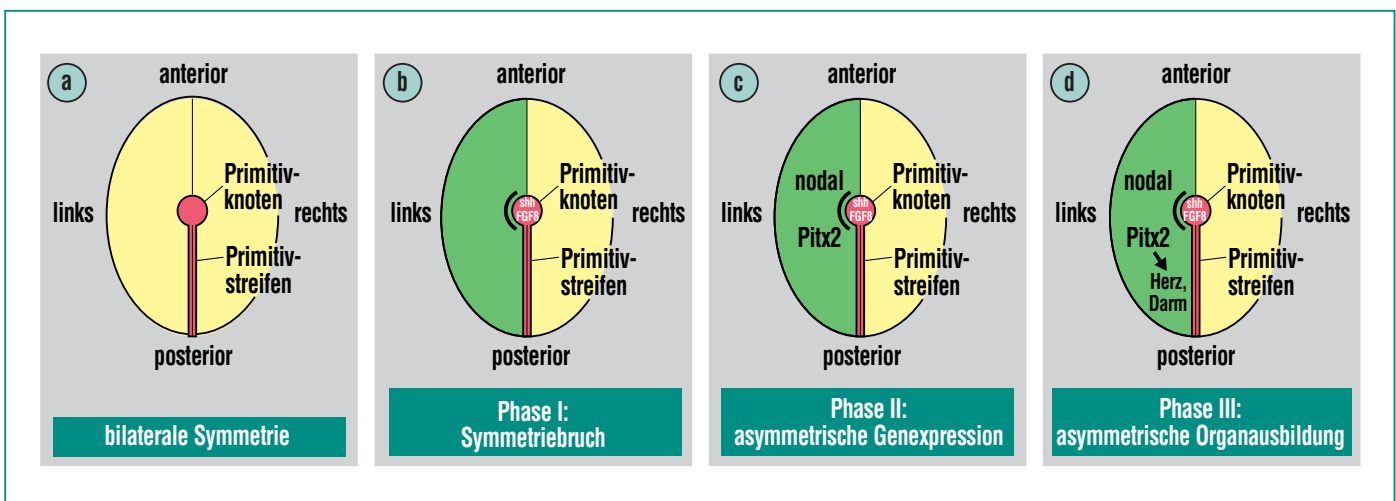 a
anterior
Primitiv-
knoten
links
rechts
Primitiv-
streifen
posterior
bilaterale Symmetrie
b
anterior
Primitiv-
knoten
shh
FGF8
links
rechts
Primitiv-
streifen
posterior
Phase I:
Symmetriebruch
c
anterior
nodal
Primitiv-
knoten
shh
FGF8
links
rechts
Pitx2
Primitiv-
streifen
posterior
Phase II:
asymmetrische Genexpression
d
anterior
nodal
Primitiv-
knoten
shh
FGF8
links
rechts
Pitx2
Primitiv-
streifen
Herz,
Darm
posterior
Phase III:
asymmetrische Organausbildung